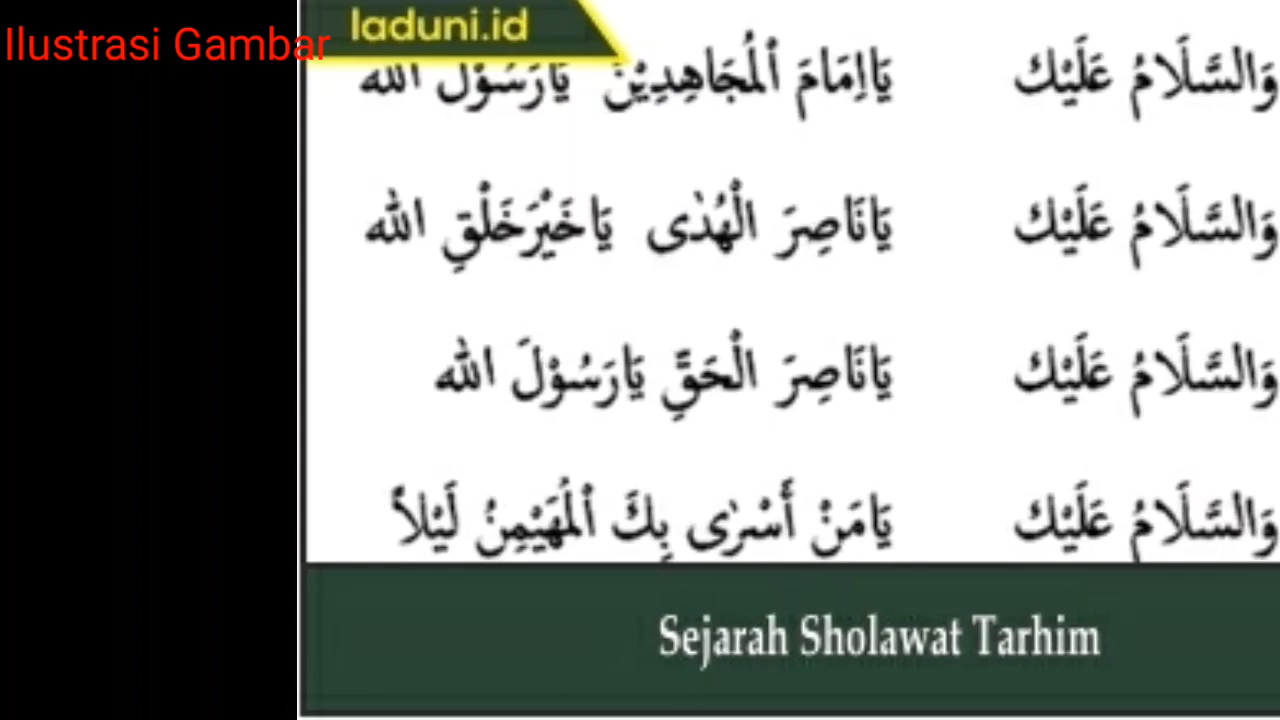 Ilustrasi Gambar
laduni.id
وَالسَّلَامُ عَلَيْك يَااِمَامَ الْمُجَاهِدِيْنَ يَارَسُوْلَ الله
وَالسَّلَامُ عَلَيْك يَانَاصِرَ الْهُدٰى يَاخَيْرَخَلْقِ الله
وَالسَّلَامُ عَلَيْك يَانَاصِرَ الْحَقِّ يَارَسُوْلَ الله
وَالسَّلَامُ عَلَيْك يَامَنْ أَسْرٰى بِكَ الْمُهَيْمِنُ لَيْلاً
Sejarah Sholawat Tarhim